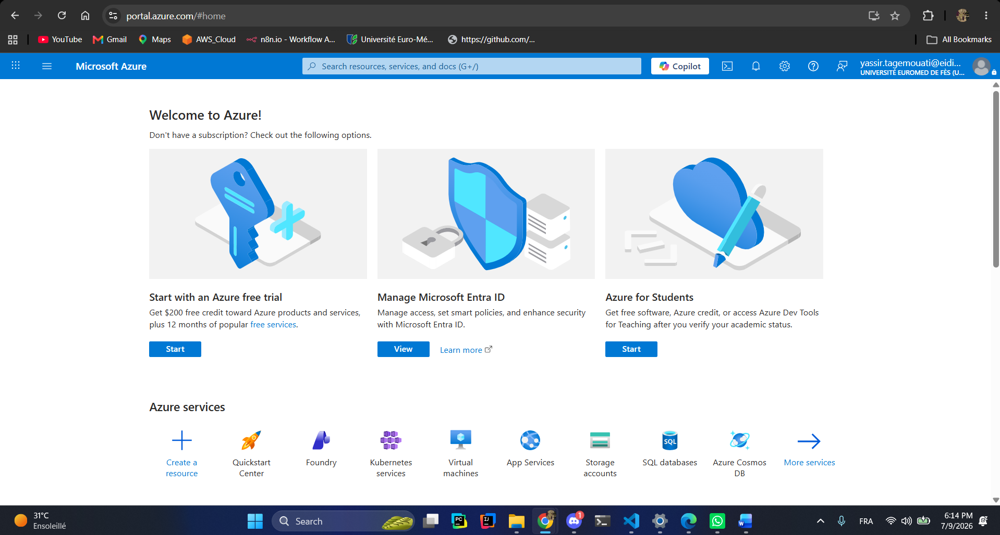 portal.azure.com/#home
YouTube
Gmail
Maps
AWS_Cloud
n8n.io - Workflow A...
Université Euro-Mé...
https://github.com/...
All Bookmarks
Microsoft Azure
Search resources, services, and docs (G+/)
Copilot
yassir.tagemouati@eidi...
UNIVERSITÉ EUROMED DE FÈS (U...
Welcome to Azure!
Don't have a subscription? Check out the following options.
Start with an Azure free trial
Get $200 free credit toward Azure products and services,
plus 12 months of popular free services.
Start
Manage Microsoft Entra ID
Manage access, set smart policies, and enhance security
with Microsoft Entra ID.
View
Learn more
Azure for Students
Get free software, Azure credit, or access Azure Dev Tools
for Teaching after you verify your academic status.
Start
Azure services
Create a
resource
Quickstart
Center
Foundry
Kubernetes
services
Virtual
machines
App Services
Storage
accounts
SQL
SQL databases
Azure Cosmos
DB
More services
31°C
Ensoleillé
Search
PC
IJ
1
W
FRA
6:14 PM
7/9/2026